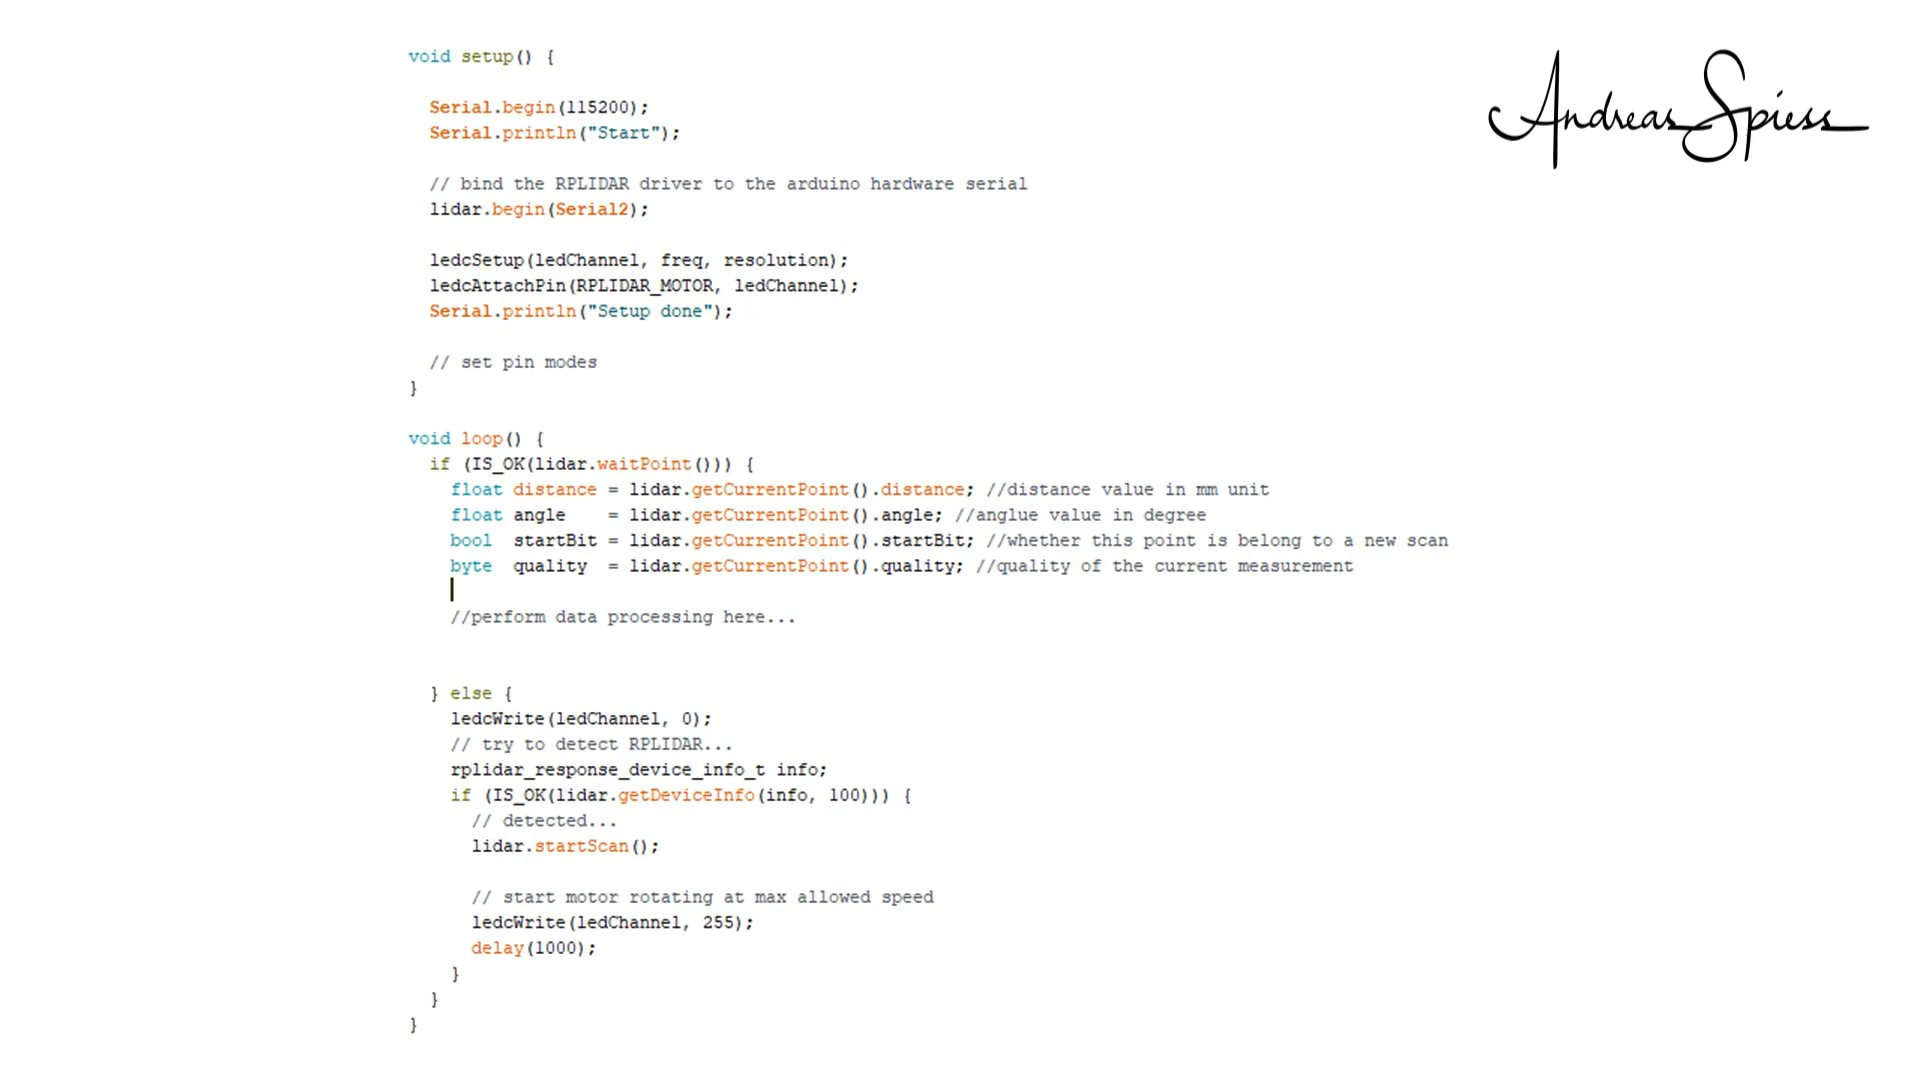 void setup() {
Serial.begin(115200);
Serial.println("Start");
// bind the RPLIDAR driver to the arduino hardware serial
lidar.begin(Serial2);
ledcSetup(ledChannel, freq, resolution);
ledcAttachPin(RPLIDAR_MOTOR, ledChannel);
Serial.println("Setup done");
// set pin modes
}
void loop() {
if (IS_OK(lidar.waitPoint())) {
float distance = lidar.getCurrentPoint().distance; //distance value in mm unit
float angle    = lidar.getCurrentPoint().angle; //anglue value in degree
bool  startBit = lidar.getCurrentPoint().startBit; //whether this point is belong to a new scan
byte  quality  = lidar.getCurrentPoint().quality; //quality of the current measurement
//perform data processing here...
} else {
ledcWrite(ledChannel, 0);
// try to detect RPLIDAR...
rplidar_response_device_info_t info;
if (IS_OK(lidar.getDeviceInfo(info, 100))) {
// detected...
lidar.startScan();
// start motor rotating at max allowed speed
ledcWrite(ledChannel, 255);
delay(1000);
}
}
}
Andreas Spiess